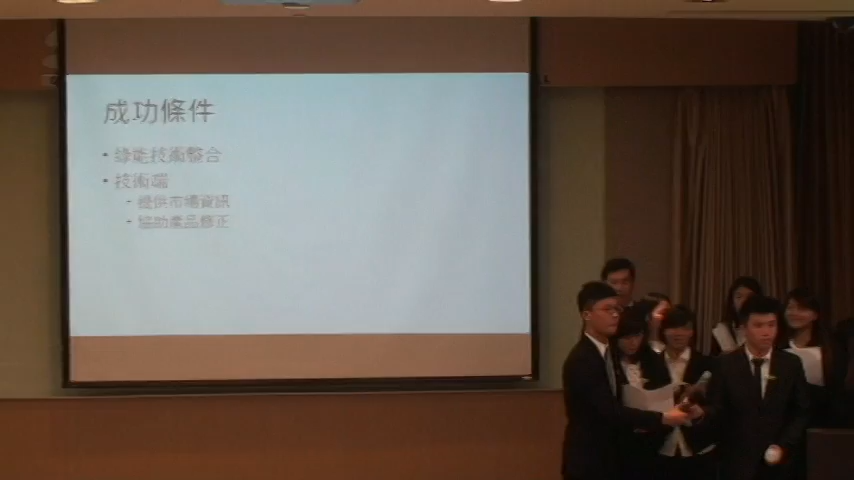 成功條件
• 綠能技術整合
• 技術端
- 提供市場資訊
- 協助產品修正